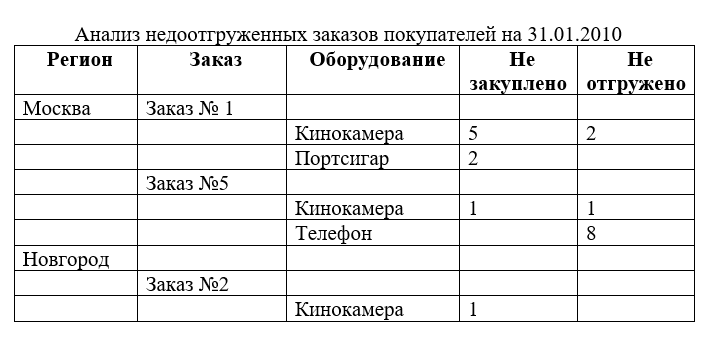 Анализ недоотгруженных заказов покупателей на 31.01.2010
Регион Заказ Оборудование Не закуплено Не отгружено
Москва Заказ № 1
Кинокамера 5 2
Портсигар 2
Заказ №5
Кинокамера 1 1
Телефон 8
Новгород
Заказ №2
Кинокамера 1